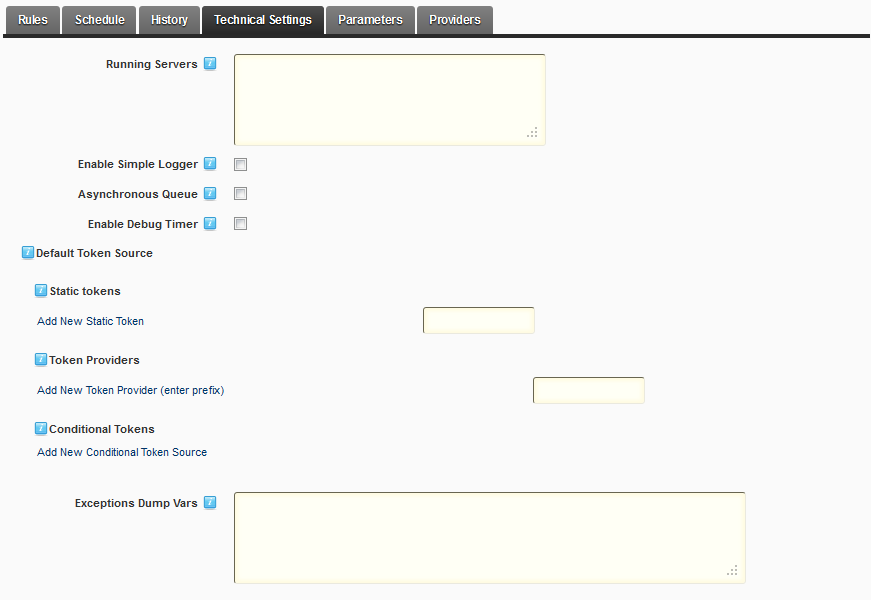 Rules Schedule History Technical Settings Parameters Providers
Running Servers
Enable Simple Logger
Asynchronous Queue
Enable Debug Timer
Default Token Source
Static tokens
Add New Static Token
Token Providers
Add New Token Provider (enter prefix)
Conditional Tokens
Add New Conditional Token Source
Exceptions Dump Vars